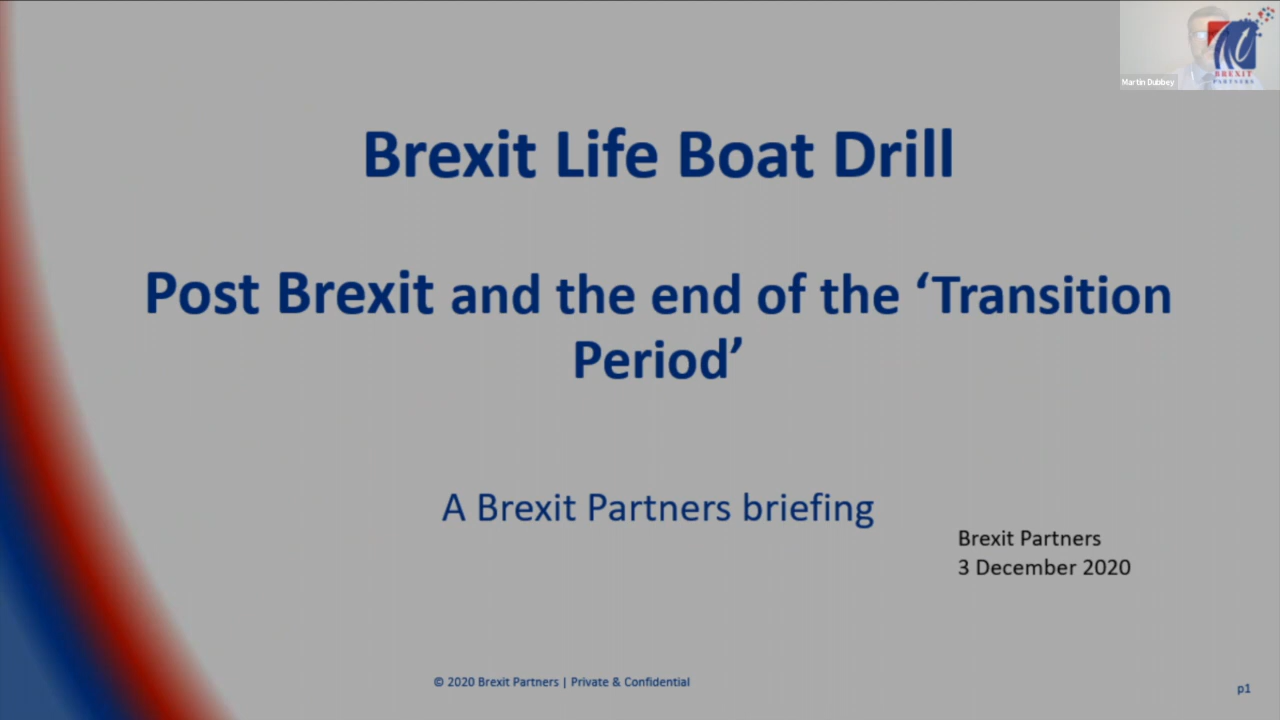 Martin Dubbey
BREXIT
PARTNERS
Brexit Life Boat Drill
Post Brexit and the end of the ‘Transition
Period’
A Brexit Partners briefing
Brexit Partners
3 December 2020
© 2020 Brexit Partners | Private & Confidential
p1